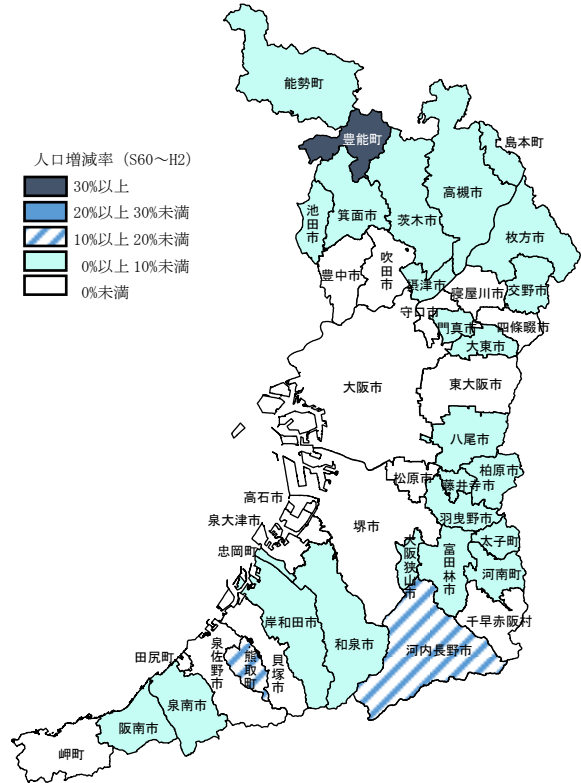 人口増減率（S60～H2）
30%以上
20%以上 30%未満
10%以上 20%未満
0%以上 10%未満
0%未満
能勢町
豊能町
島本町
高槻市
池田市
箕面市
茨木市
枚方市
豊中市
吹田市
摂津市
寝屋川市
交野市
守口市
門真市
四條畷市
大東市
大阪市
東大阪市
八尾市
柏原市
松原市
藤井寺市
高石市
泉大津市
堺市
羽曳野市
太子町
忠岡町
大阪狭山市
富田林市
河南町
千早赤阪村
岸和田市
和泉市
河内長野市
田尻町
泉佐野市
熊取町
貝塚市
泉南市
阪南市
岬町